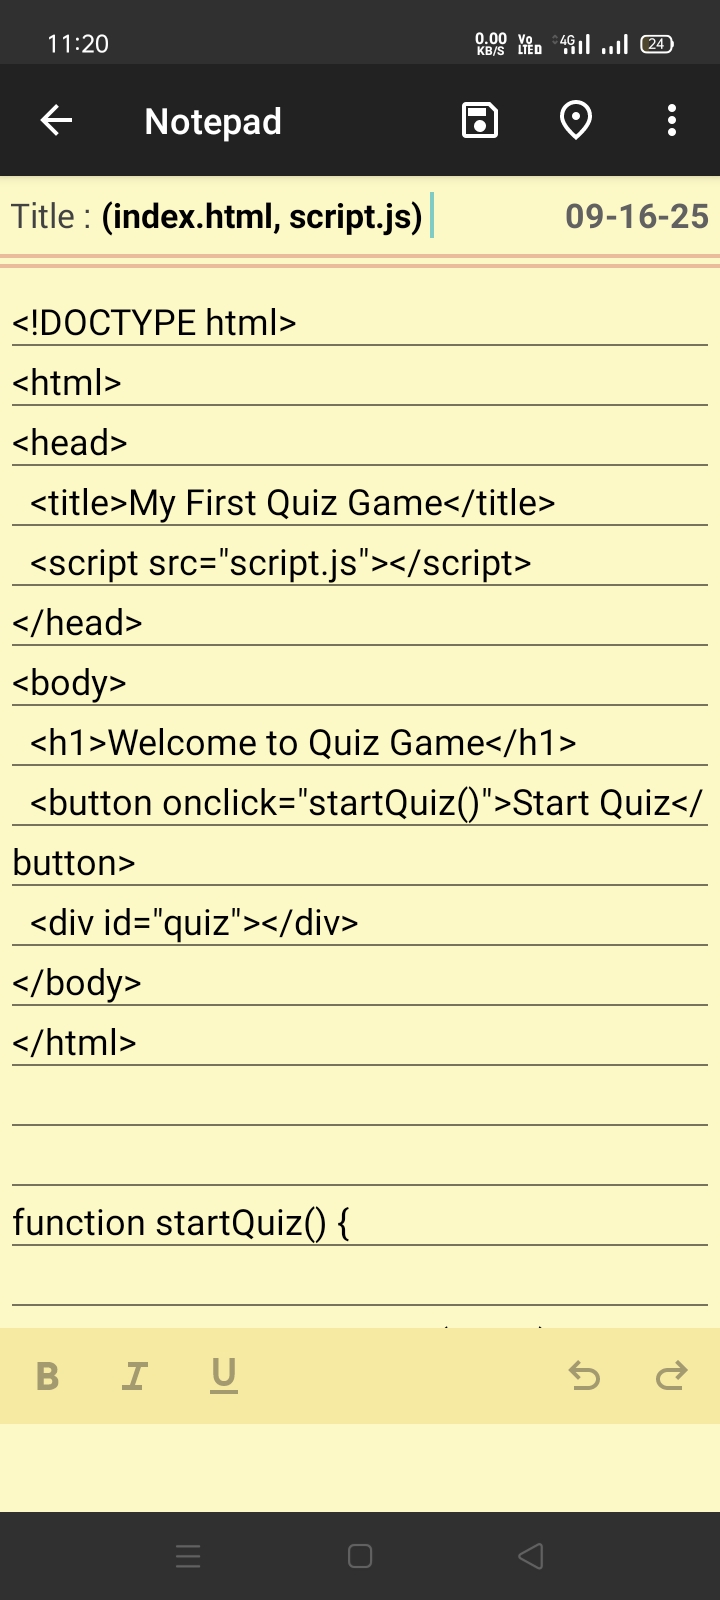 11:20
0.00 KB/S Vo LTE 4G 24
Notepad
Title : (index.html, script.js) 09-16-25
<!DOCTYPE html>
<html>
<head>
  <title>My First Quiz Game</title>
  <script src="script.js"></script>
</head>
<body>
  <h1>Welcome to Quiz Game</h1>
  <button onclick="startQuiz()">Start Quiz</
button>
  <div id="quiz"></div>
</body>
</html>
function startQuiz() {
B I U